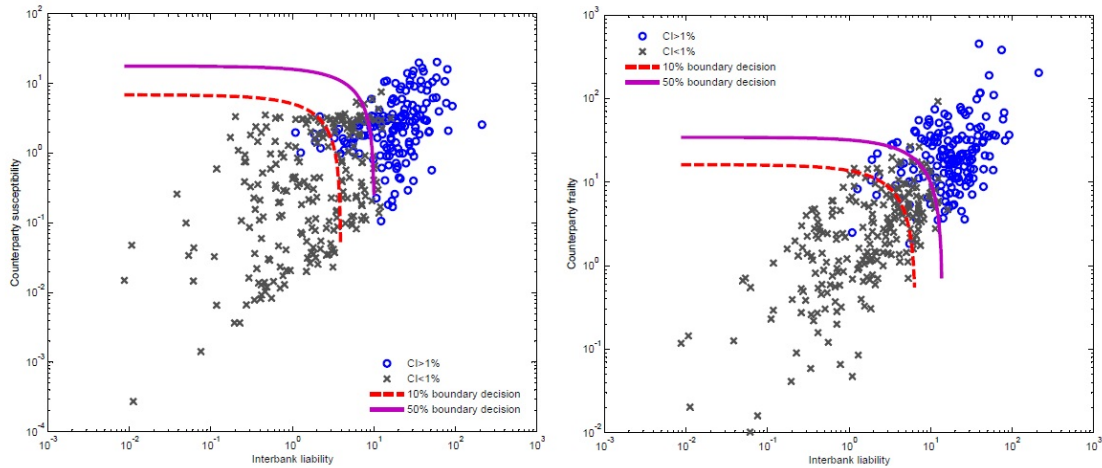 10^2
10^1
10^0
10^-1
10^-2
10^-3
10^-4
Counterparty susceptibility
CI>1%
CI<1%
10% boundary decision
50% boundary decision
10^-3 10^-2 10^-1 10^0 10^1 10^2 10^3
Interbank liability
10^3
10^2
10^1
10^0
10^-1
10^-2
Counterparty frailty
CI>1%
CI<1%
10% boundary decision
50% boundary decision
10^-3 10^-2 10^-1 10^0 10^1 10^2 10^3
Interbank liability